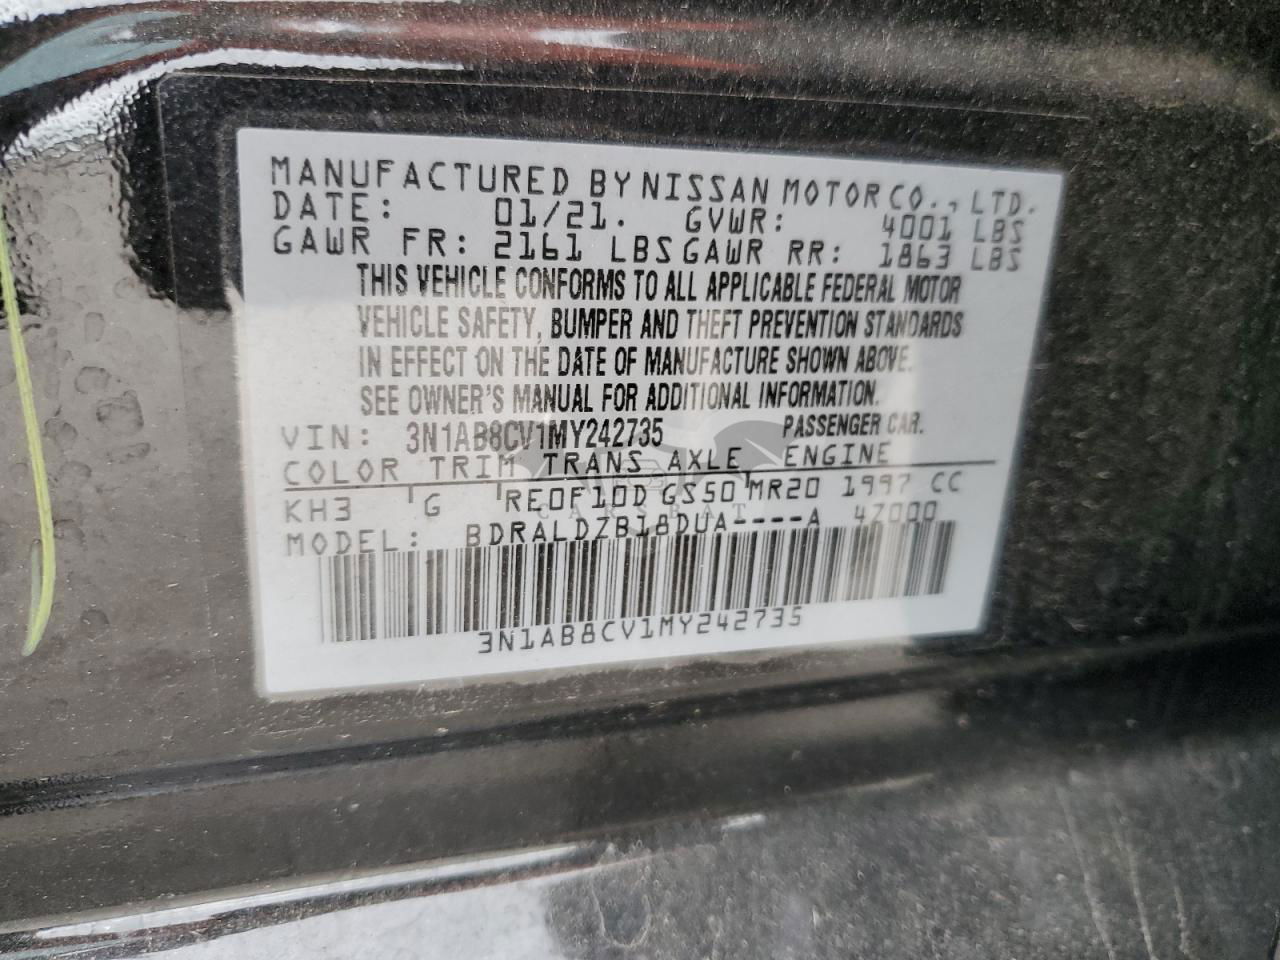 MANUFACTURED BY NISSAN MOTOR CO., LTD.
DATE: 01/21. GVWR: 4001 LBS
GAWR FR: 2161 LBS GAWR RR: 1863 LBS
THIS VEHICLE CONFORMS TO ALL APPLICABLE FEDERAL MOTOR
VEHICLE SAFETY, BUMPER AND THEFT PREVENTION STANDARDS
IN EFFECT ON THE DATE OF MANUFACTURE SHOWN ABOVE.
SEE OWNER'S MANUAL FOR ADDITIONAL INFORMATION.
VIN: 3N1AB8CV1MY242735 PASSENGER CAR.
COLOR TRIM TRANS AXLE ENGINE
KH3 G RE0F10D GS50 MR20 1997 CC
CARSBAT
MODEL: BDRALDZB18DUA----A 47000
3N1AB8CV1MY242735